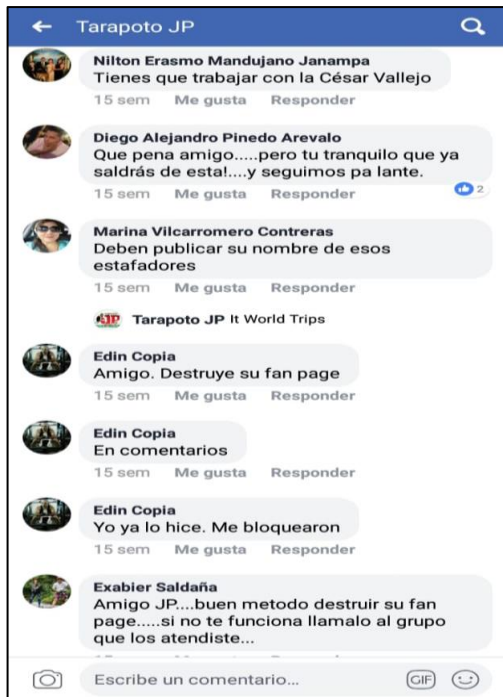 Tarapoto JP
Nilton Erasmo Mandujano Janampa
Tienes que trabajar con la César Vallejo
15 sem Me gusta Responder
Diego Alejandro Pinedo Arevalo
Que pena amigo.....pero tu tranquilo que ya
saldrás de esta!....y seguimos pa lante.
15 sem Me gusta Responder
2
Marina Vilcarromero Contreras
Deben publicar su nombre de esos
estafadores
15 sem Me gusta Responder
Tarapoto JP It World Trips
Edin Copia
Amigo. Destruye su fan page
15 sem Me gusta Responder
Edin Copia
En comentarios
15 sem Me gusta Responder
Edin Copia
Yo ya lo hice. Me bloquearon
15 sem Me gusta Responder
Exabier Saldaña
Amigo JP....buen metodo destruir su fan
page.....si no te funciona llamalo al grupo
que los atendiste...
Escribe un comentario...
GIF